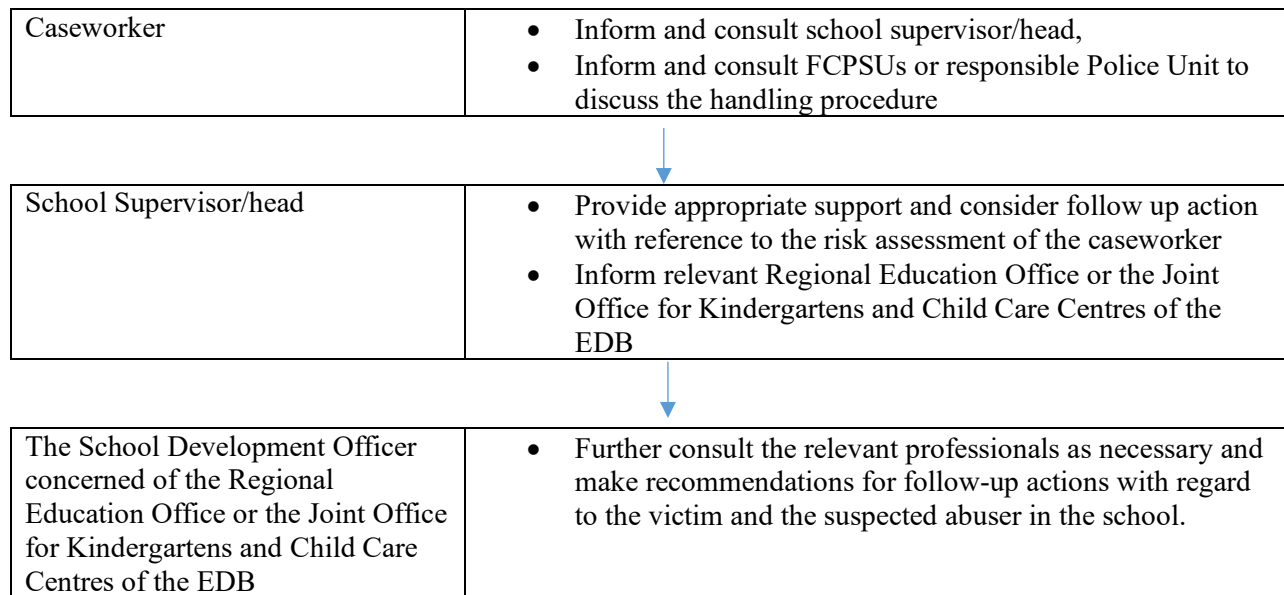 Caseworker
• Inform and consult school supervisor/head,
• Inform and consult FCPSUs or responsible Police Unit to
discuss the handling procedure
School Supervisor/head
• Provide appropriate support and consider follow up action
with reference to the risk assessment of the caseworker
• Inform relevant Regional Education Office or the Joint
Office for Kindergartens and Child Care Centres of the
EDB
The School Development Officer
concerned of the Regional
Education Office or the Joint Office
for Kindergartens and Child Care
Centres of the EDB
• Further consult the relevant professionals as necessary and
make recommendations for follow-up actions with regard
to the victim and the suspected abuser in the school.